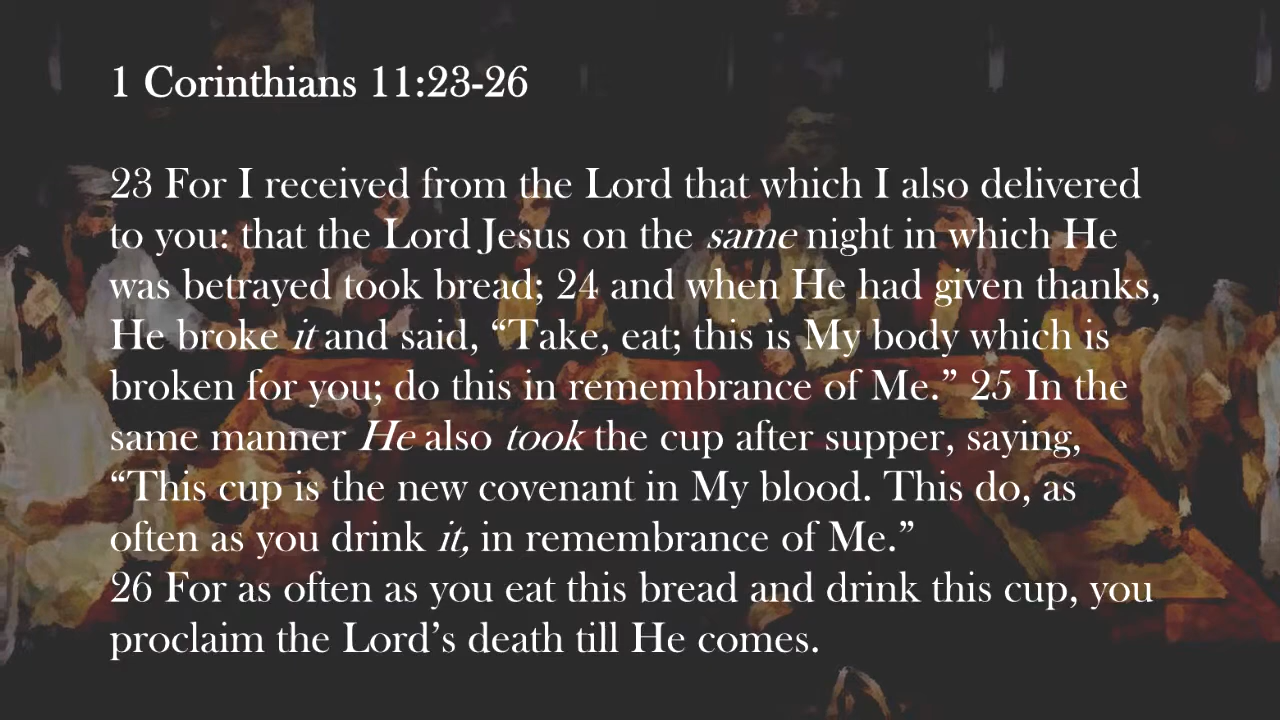 1 Corinthians 11:23-26
23 For I received from the Lord that which I also delivered
to you: that the Lord Jesus on the same night in which He
was betrayed took bread; 24 and when He had given thanks,
He broke it and said, “Take, eat; this is My body which is
broken for you; do this in remembrance of Me.” 25 In the
same manner He also took the cup after supper, saying,
“This cup is the new covenant in My blood. This do, as
often as you drink it, in remembrance of Me.”
26 For as often as you eat this bread and drink this cup, you
proclaim the Lord’s death till He comes.